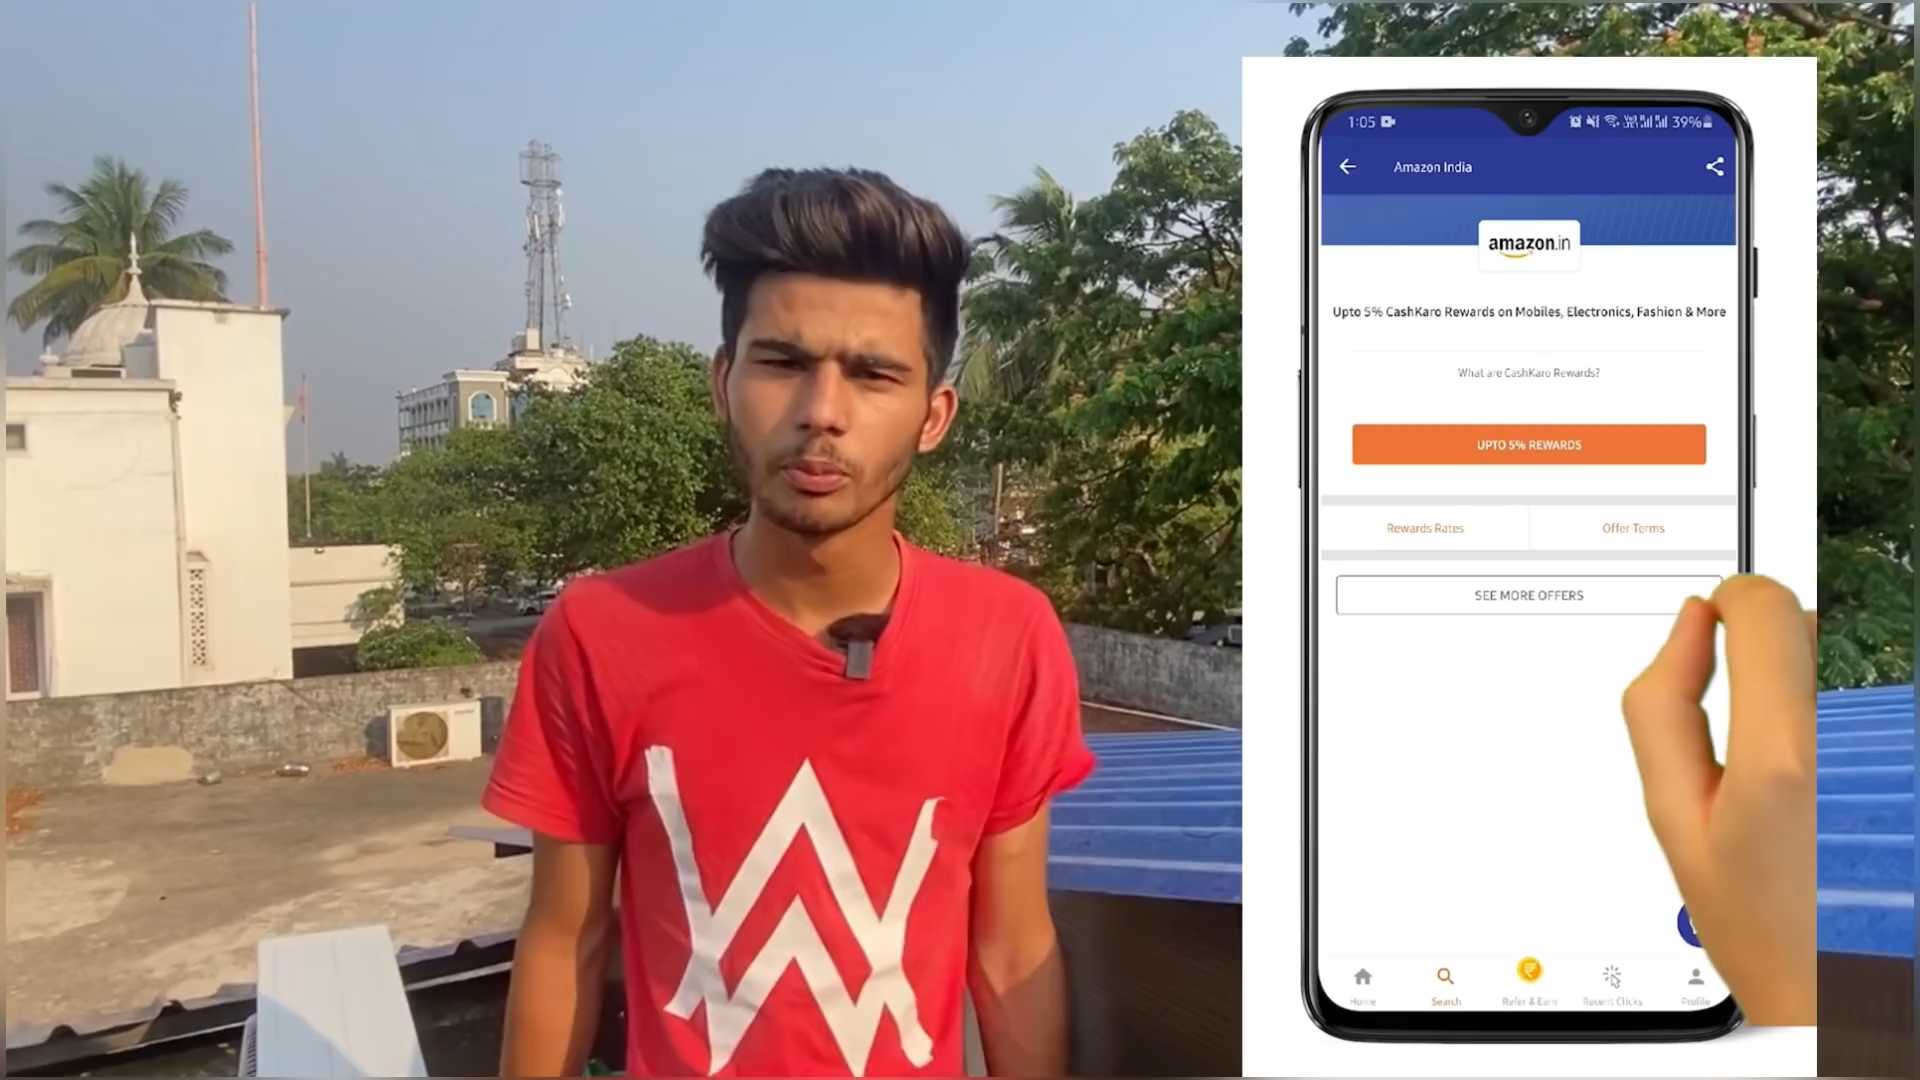 1:05
39%
Amazon India
amazon.in
Upto 5% CashKaro Rewards on Mobiles, Electronics, Fashion & More
What are CashKaro Rewards?
UPTO 5% REWARDS
Rewards Rates
Offer Terms
SEE MORE OFFERS
Home
Search
Refer & Earn
Recent Clicks
Profile